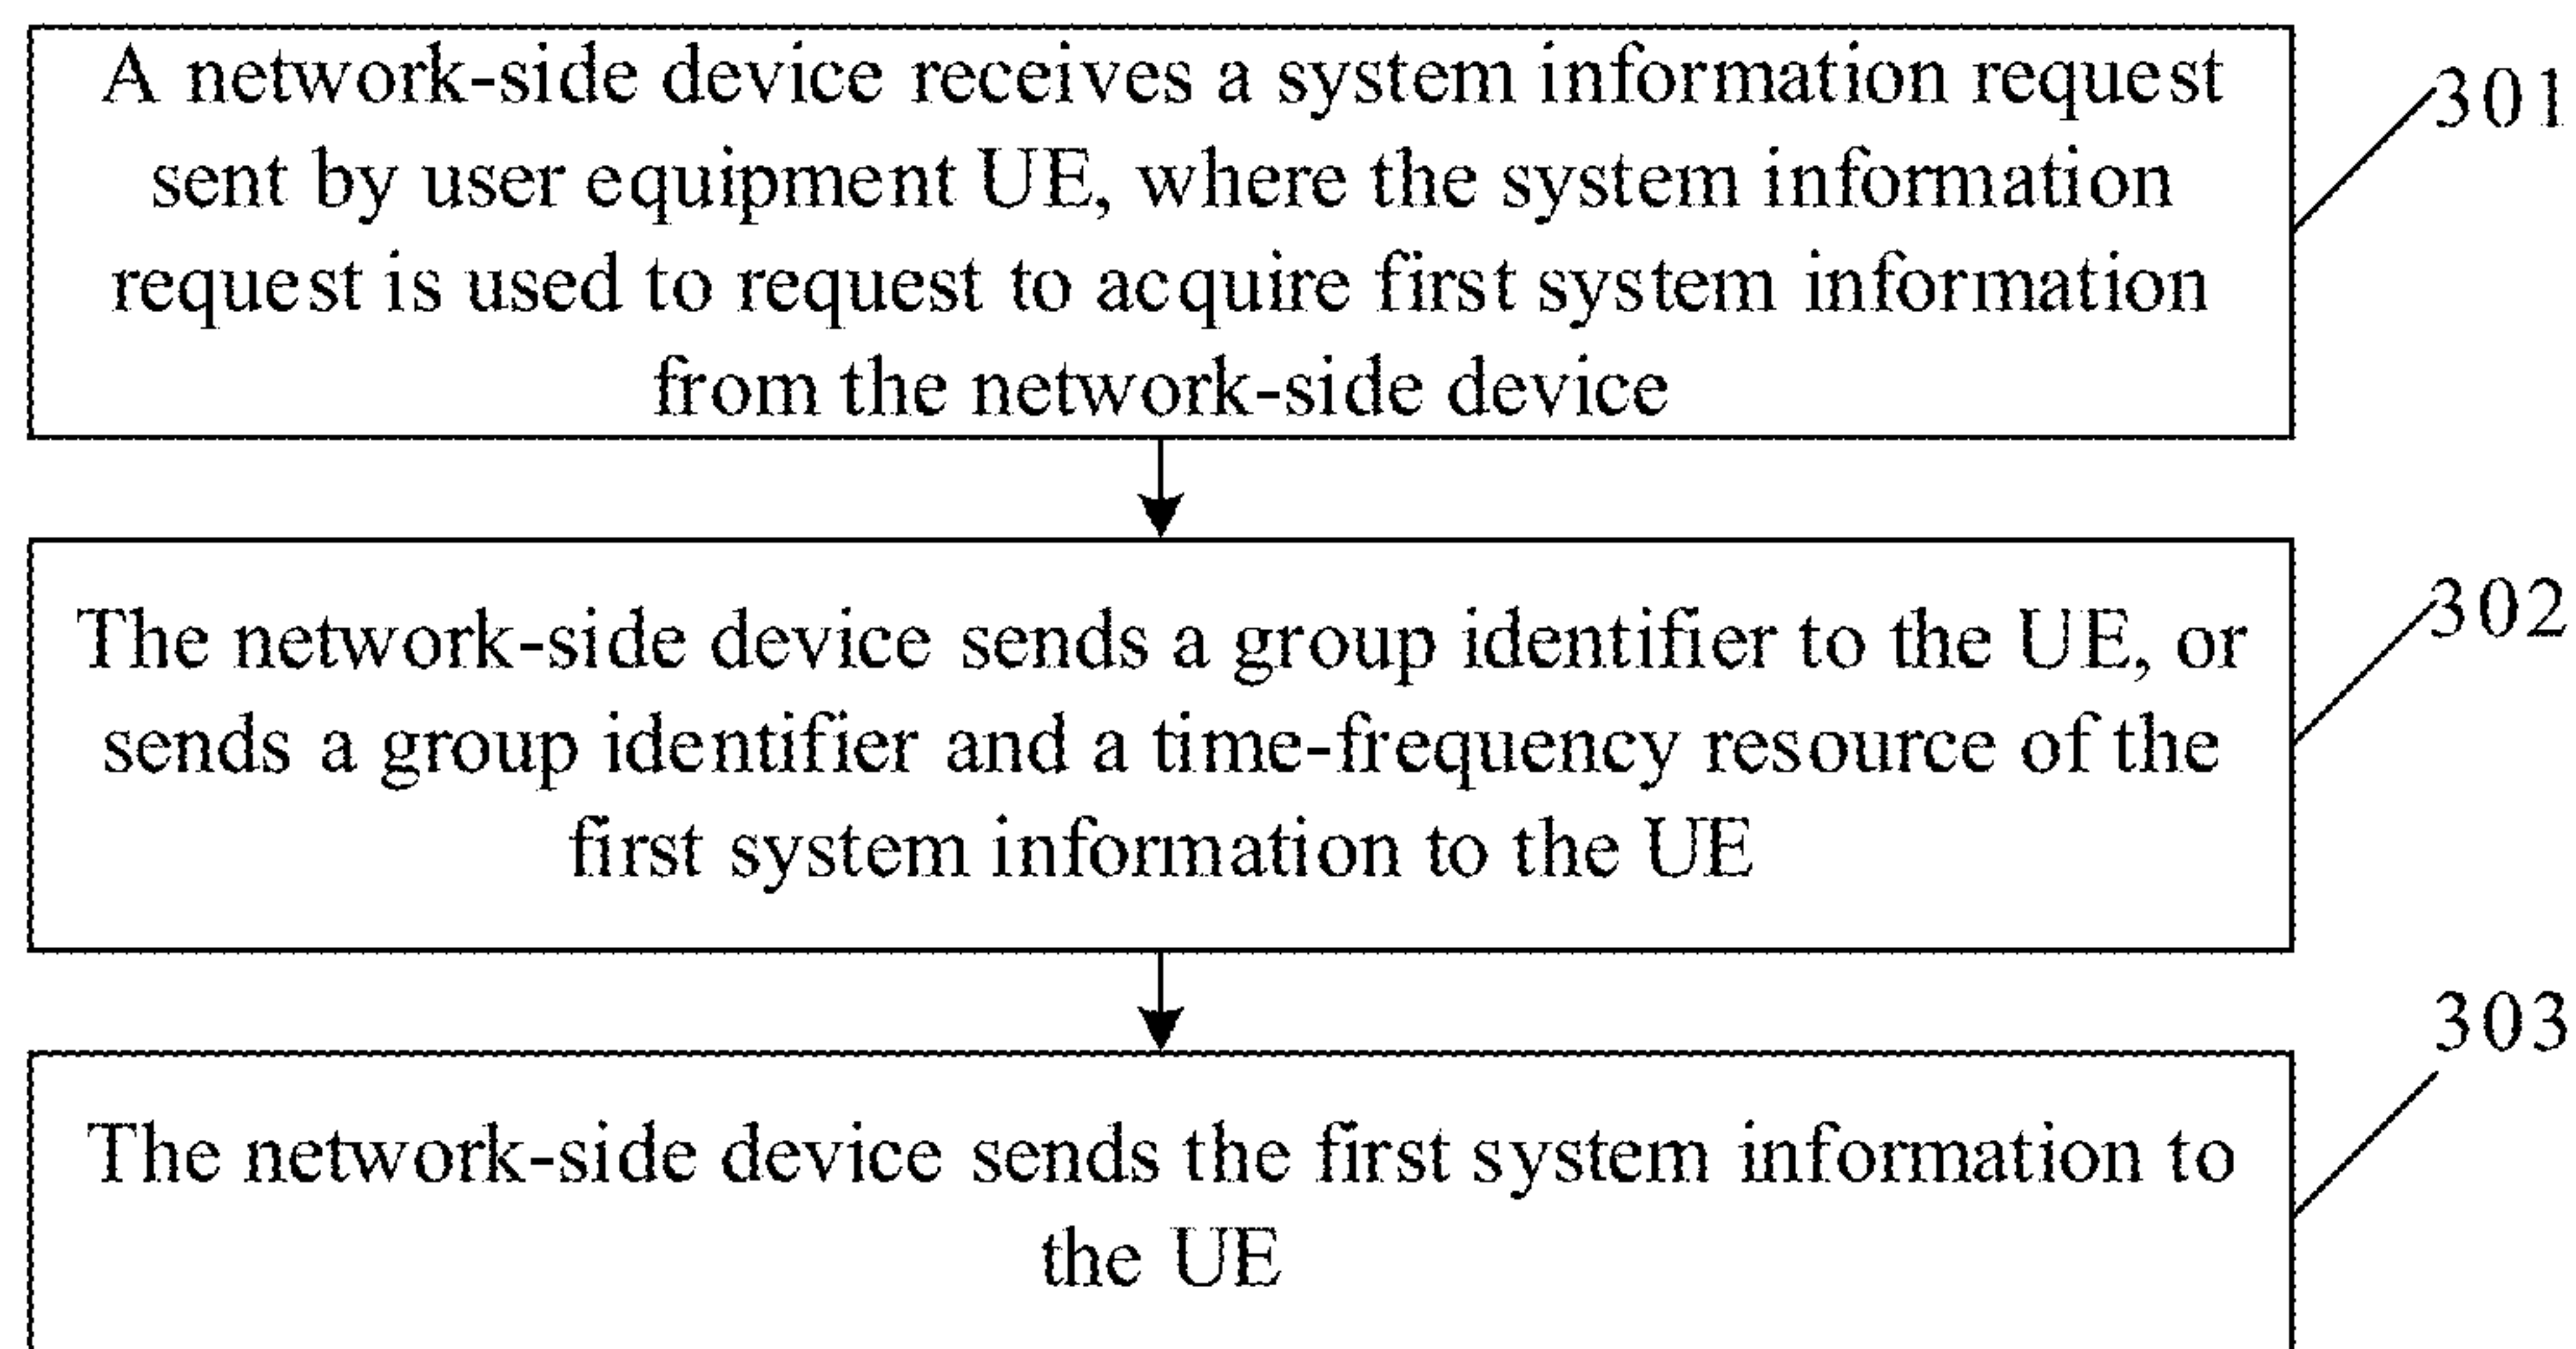 A network-side device receives a system information request
sent by user equipment UE, where the system information
request is used to request to acquire first system information
from the network-side device
301
The network-side device sends a group identifier to the UE, or
sends a group identifier and a time-frequency resource of the
first system information to the UE
302
The network-side device sends the first system information to
the UE
303